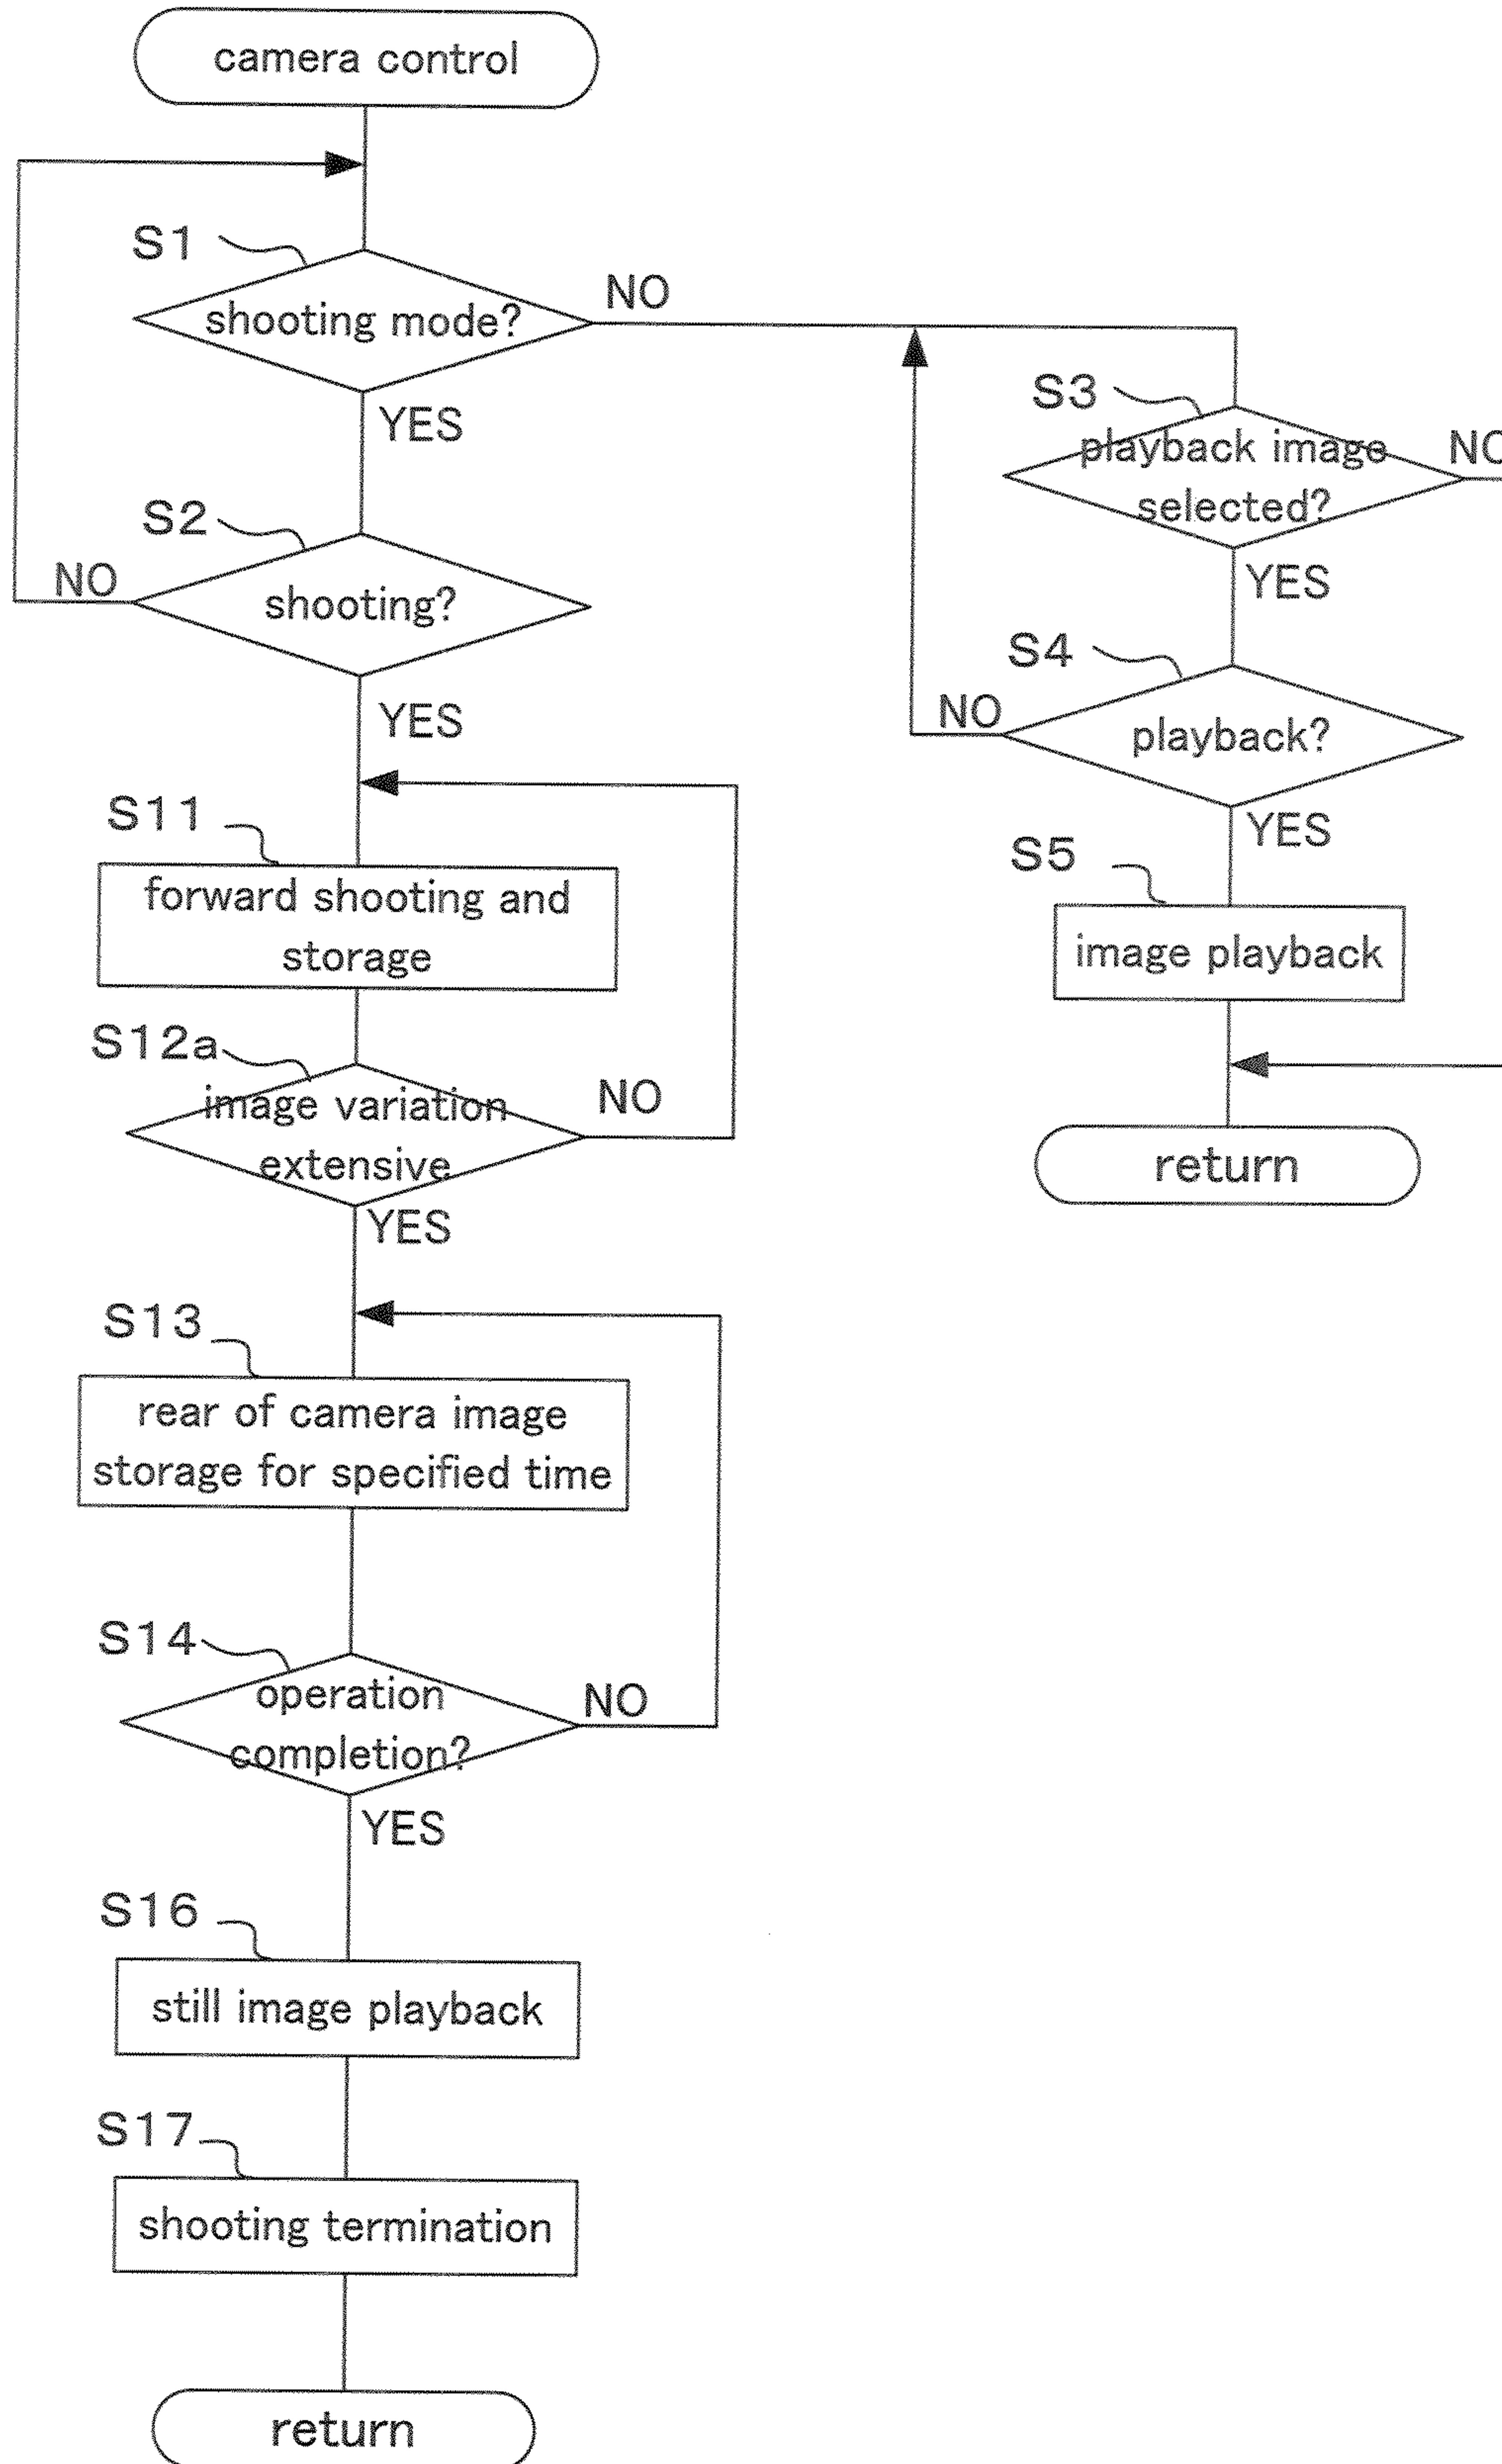 camera control
S1
shooting mode?
NO
YES
S2
shooting?
NO
YES
S11
forward shooting and
storage
S12a
image variation
extensive
NO
YES
S13
rear of camera image
storage for specified time
S14
operation
completion?
NO
YES
S16
still image playback
S17
shooting termination
return
S3
playback image
selected?
NO
YES
S4
playback?
NO
YES
S5
image playback
return